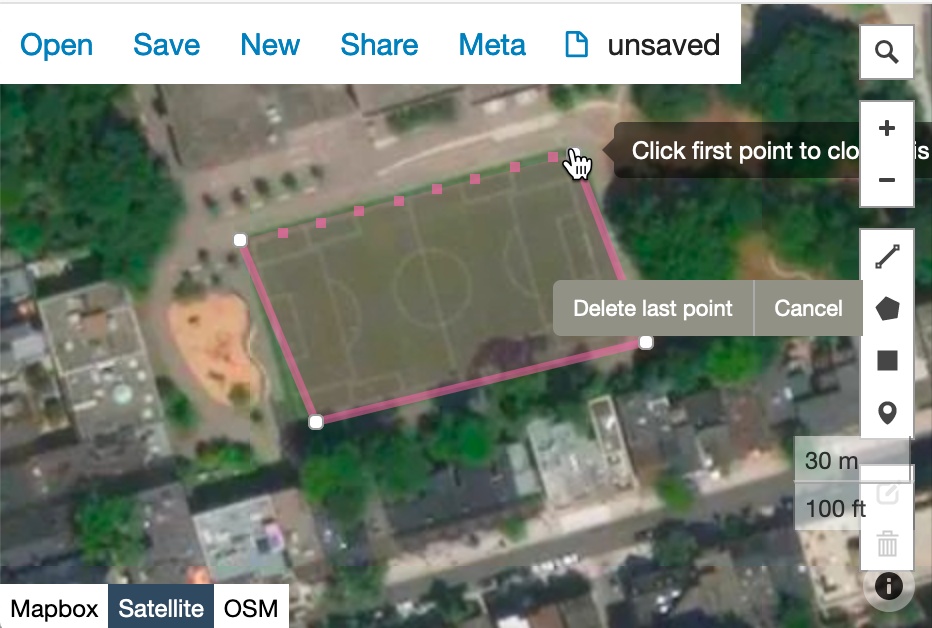 Open Save New Share Meta unsaved
Click first point to clo is
Delete last point Cancel
30 m
100 ft
Mapbox Satellite OSM